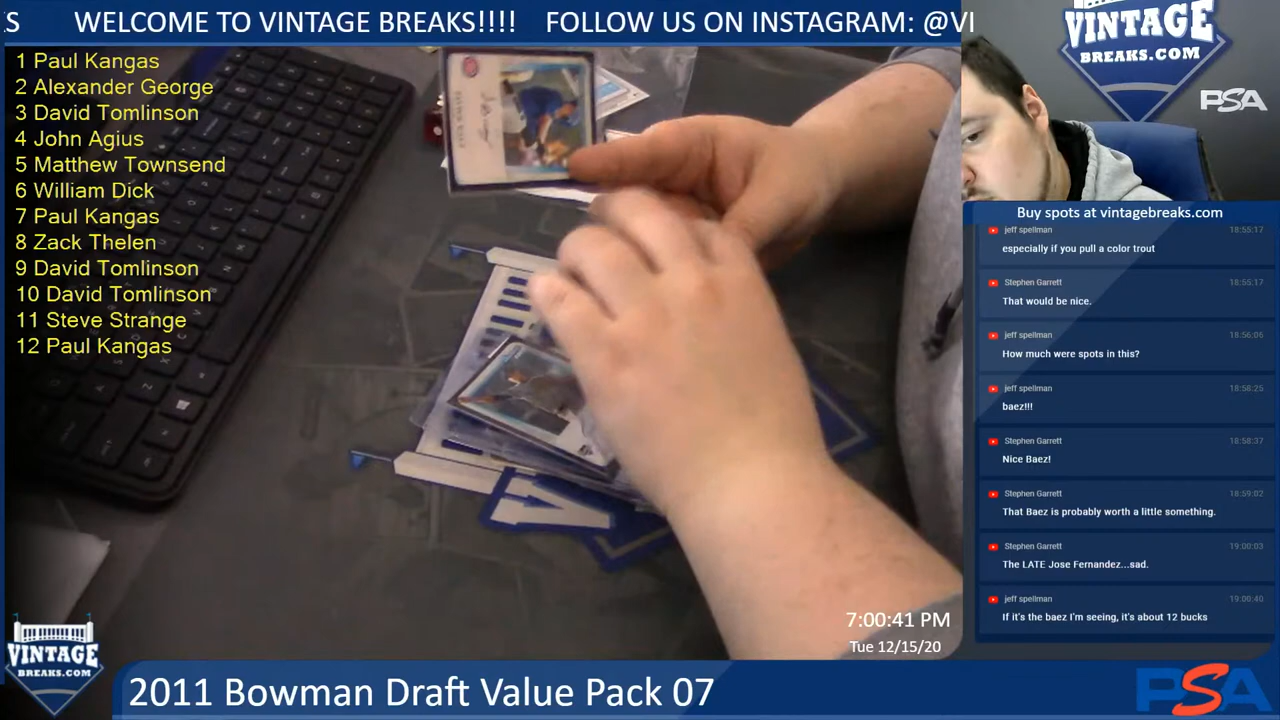 S WELCOME TO VINTAGE BREAKS!!!! FOLLOW US ON INSTAGRAM: @VI
1 Paul Kangas
2 Alexander George
3 David Tomlinson
4 John Agius
5 Matthew Townsend
6 William Dick
7 Paul Kangas
8 Zack Thelen
9 David Tomlinson
10 David Tomlinson
11 Steve Strange
12 Paul Kangas
VINTAGE
BREAKS.COM
PSA
Buy spots at vintagebreaks.com
jeff spellman 18:55:17
especially if you pull a color trout
Stephen Garrett 18:55:17
That would be nice.
jeff spellman 18:56:06
How much were spots in this?
jeff spellman 18:58:25
baez!!!
Stephen Garrett 18:58:37
Nice Baez!
Stephen Garrett 18:59:02
That Baez is probably worth a little something.
Stephen Garrett 19:00:03
The LATE Jose Fernandez...sad.
jeff spellman 19:00:40
If it's the baez I'm seeing, it's about 12 bucks
7:00:41 PM
Tue 12/15/20
VINTAGE
BREAKS.COM
2011 Bowman Draft Value Pack 07
PSA